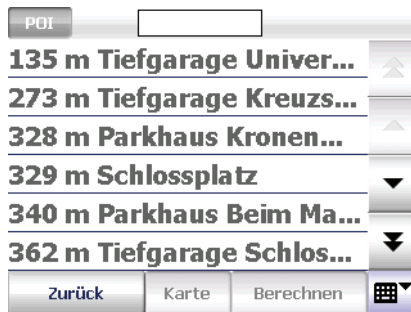 POI
135 m Tiefgarage Univer...
273 m Tiefgarage Kreuzs...
328 m Parkhaus Kronen...
329 m Schlossplatz
340 m Parkhaus Beim Ma...
362 m Tiefgarage Schlos...
Zurück Karte Berechnen